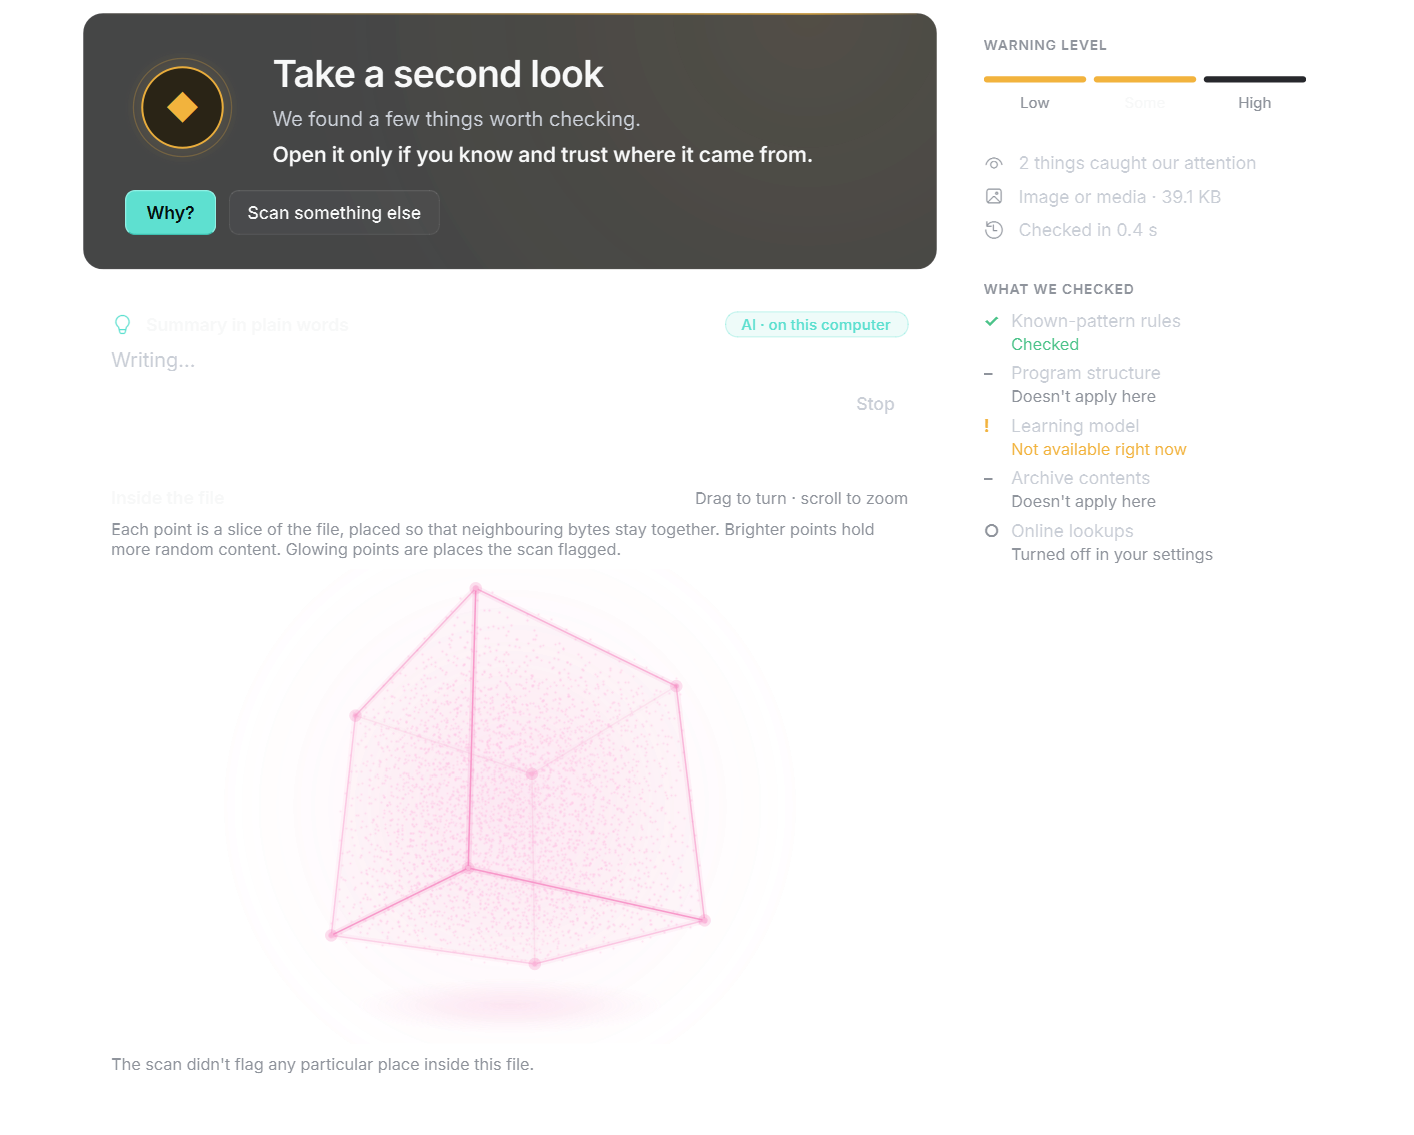 Take a second look
We found a few things worth checking.
Open it only if you know and trust where it came from.
Why?
Scan something else
Summary in plain words
AI · on this computer
Writing...
Stop
Inside the file
Drag to turn · scroll to zoom
Each point is a slice of the file, placed so that neighbouring bytes stay together. Brighter points hold
more random content. Glowing points are places the scan flagged.
The scan didn't flag any particular place inside this file.
WARNING LEVEL
Low
Some
High
2 things caught our attention
Image or media · 39.1 KB
Checked in 0.4 s
WHAT WE CHECKED
Known-pattern rules
Checked
Program structure
Doesn't apply here
Learning model
Not available right now
Archive contents
Doesn't apply here
Online lookups
Turned off in your settings